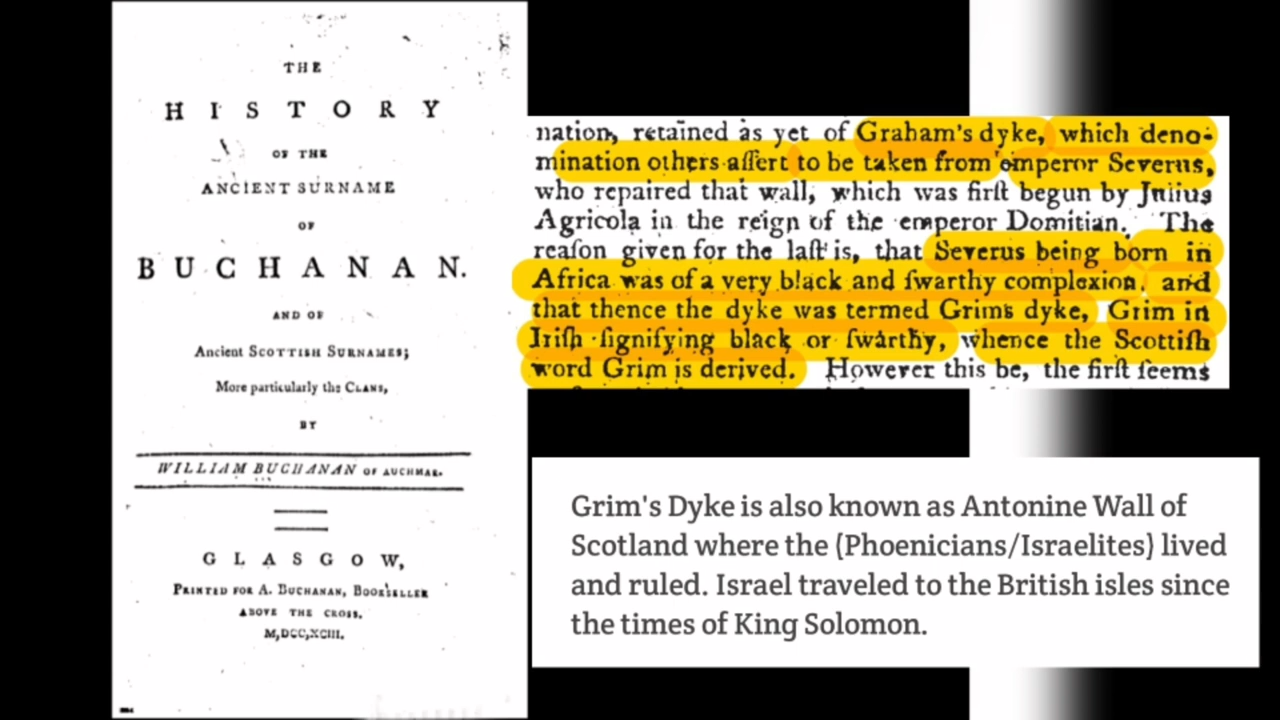 THE
HISTORY
OF THE
ANCIENT SURNAME
OF
BUCHANAN.
AND OF
Ancient SCOTTISH SURNAMES;
More particularly the CLANS,
BY
WILLIAM BUCHANAN OF AUCHMAR.
GLASGOW,
PRINTED FOR A. BUCHANAN, BOOKSELLER
ABOVE THE CROSS.
M,DCC,XCIII.
nation, retained as yet of Graham's dyke, which deno-
mination others aſſert to be taken from emperor Severus,
who repaired that wall, which was firſt begun by Julius
Agricola in the reign of the emperor Domitian. The
reaſon given for the laſt is, that Severus being born in
Africa was of a very black and ſwarthy complexion, and
that thence the dyke was termed Grim's dyke, Grim in
Iriſh ſignifying black or ſwarthy, whence the Scottiſh
word Grim is derived. However this be, the firſt ſeems
Grim's Dyke is also known as Antonine Wall of
Scotland where the (Phoenicians/Israelites) lived
and ruled. Israel traveled to the British isles since
the times of King Solomon.